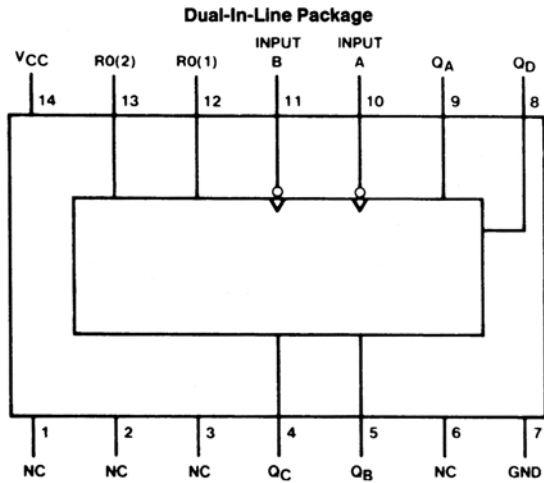 Dual-In-Line Package
VCC R0(2) R0(1) INPUT B INPUT A QA QD
14 13 12 11 10 9 8
1 2 3 4 5 6 7
NC NC NC QC QB NC GND